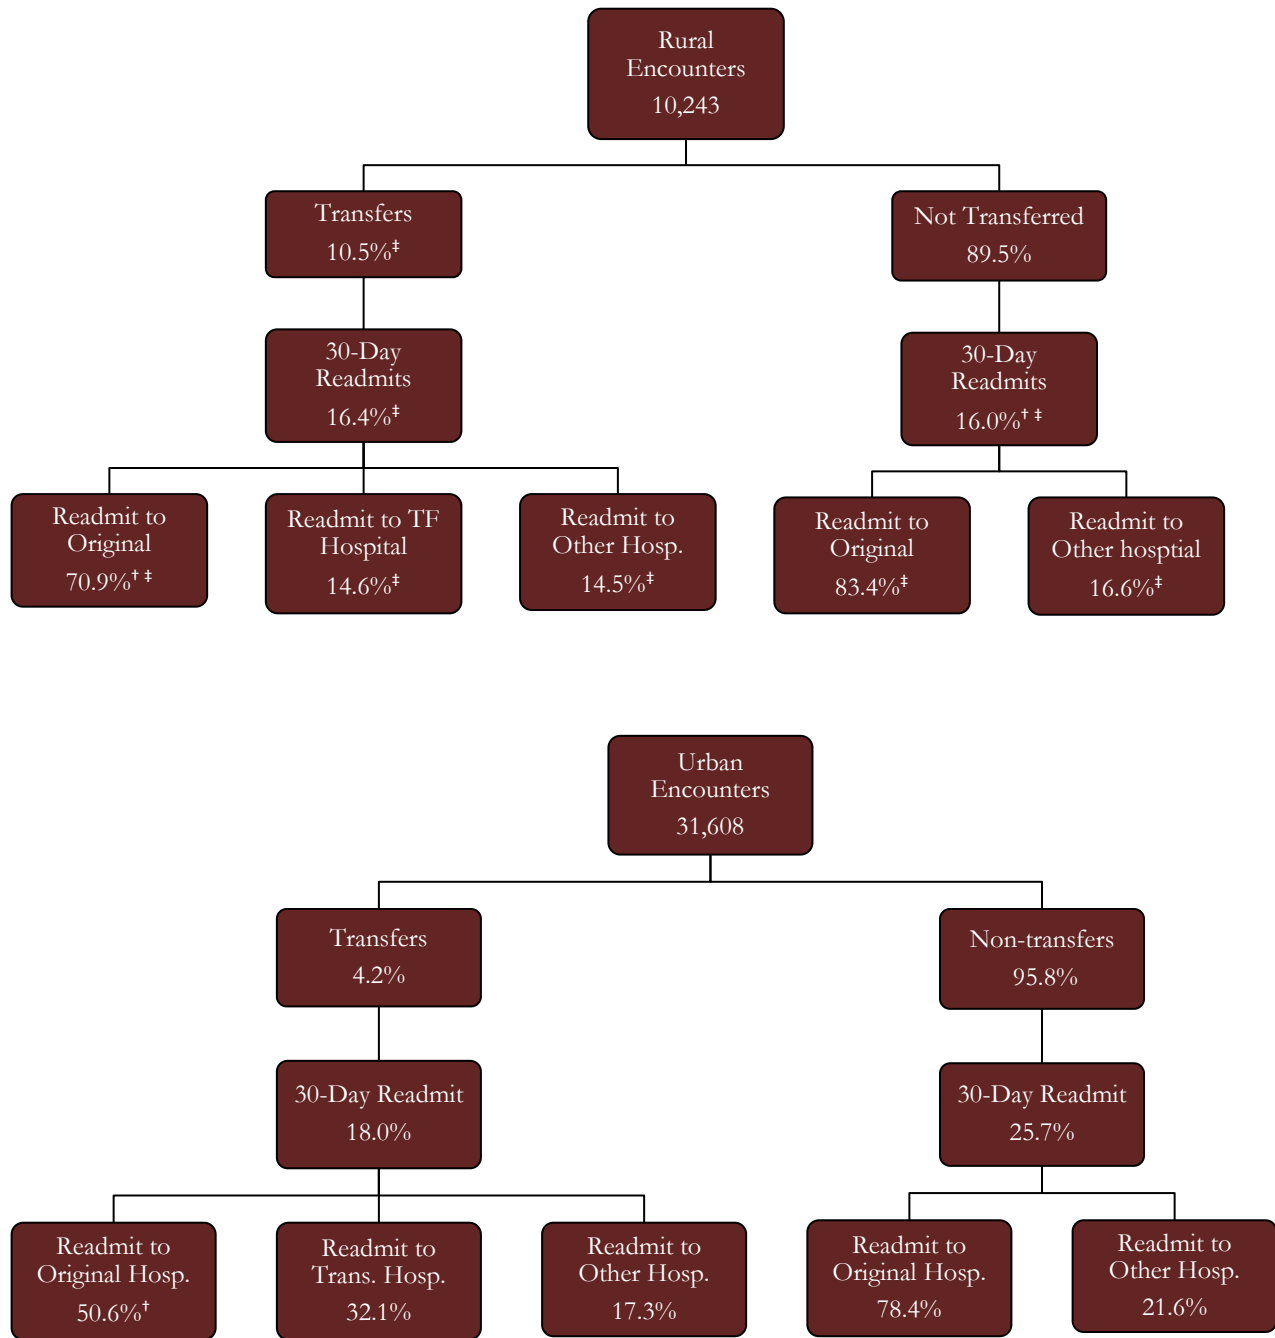 Rural
Encounters
10,243
Transfers
10.5%‡
Not Transferred
89.5%
30-Day
Readmits
16.4%‡
30-Day
Readmits
16.0%† ‡
Readmit to
Original
70.9%† ‡
Readmit to TF
Hospital
14.6%‡
Readmit to
Other Hosp.
14.5%‡
Readmit to
Original
83.4%‡
Readmit to
Other hosptial
16.6%‡
Urban
Encounters
31,608
Transfers
4.2%
Non-transfers
95.8%
30-Day Readmit
18.0%
30-Day Readmit
25.7%
Readmit to
Original Hosp.
50.6%†
Readmit to
Trans. Hosp.
32.1%
Readmit to
Other Hosp.
17.3%
Readmit to
Original Hosp.
78.4%
Readmit to
Other Hosp.
21.6%